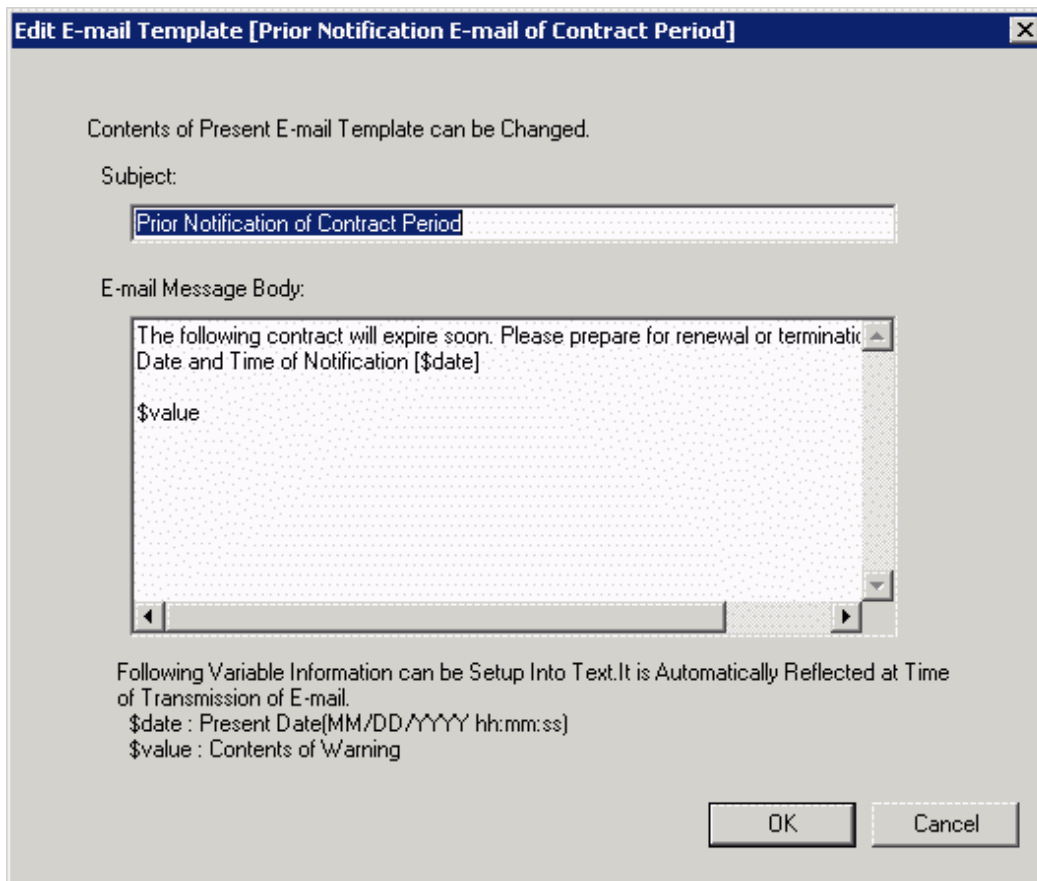 Edit E-mail Template [Prior Notification E-mail of Contract Period]
Contents of Present E-mail Template can be Changed.
Subject:
Prior Notification of Contract Period
E-mail Message Body:
The following contract will expire soon. Please prepare for renewal or
Date and Time of Notification [$date]
$value
Following Variable Information can be Setup Into Text.It is Automatically Reflected at Time
of Transmission of E-mail.
$date : Present Date(MM/DD/YYYY hh:mm:ss)
$value : Contents of Warning
OK
Cancel